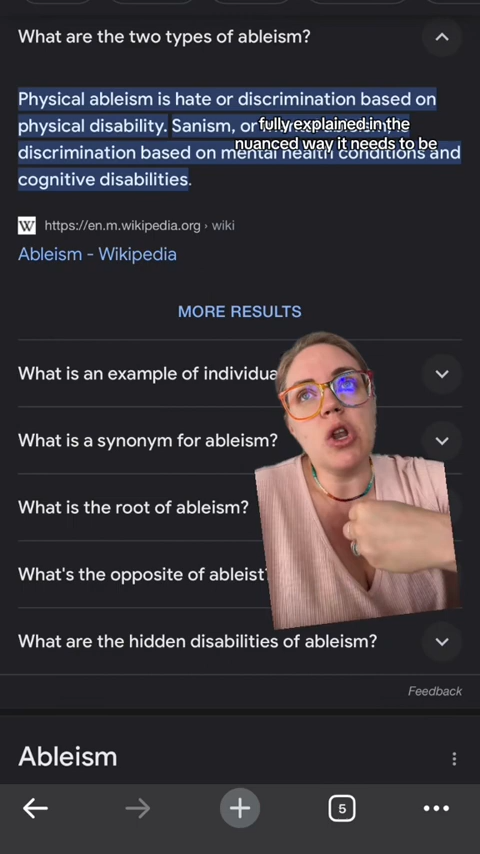 What are the two types of ableism?
Physical ableism is hate or discrimination based on
physical disability. Sanism, or
fully explained in the
nuanced way it needs to be
discrimination based on mental health conditions and
cognitive disabilities.
W https://en.m.wikipedia.org › wiki
Ableism - Wikipedia
MORE RESULTS
What is an example of individua
What is a synonym for ableism?
What is the root of ableism?
What's the opposite of ableist
What are the hidden disabilities of ableism?
Feedback
Ableism
5